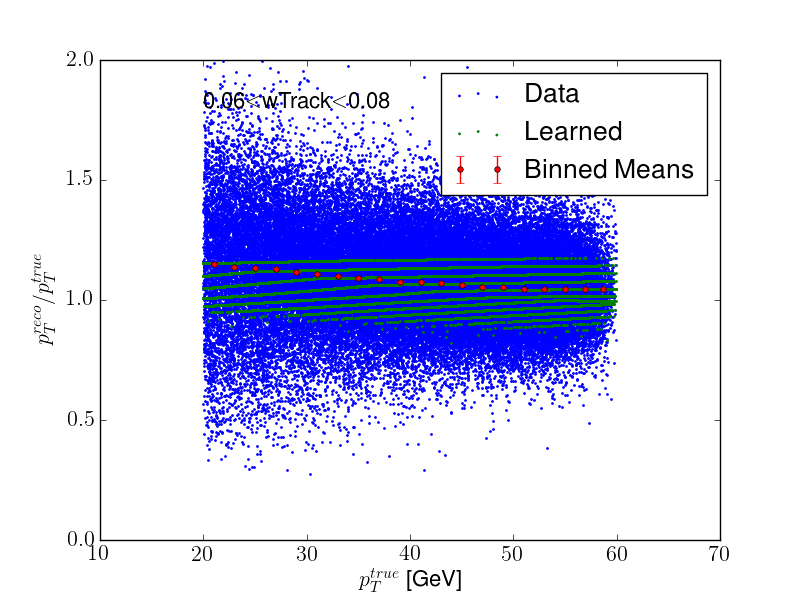 2.0
1.5
1.0
0.5
0.0
10
20
30
40
50
60
70
0.06<wTrack<0.08
Data
Learned
Binned Means
p_T^{reco}/p_T^{true}
p_T^{true} [GeV]